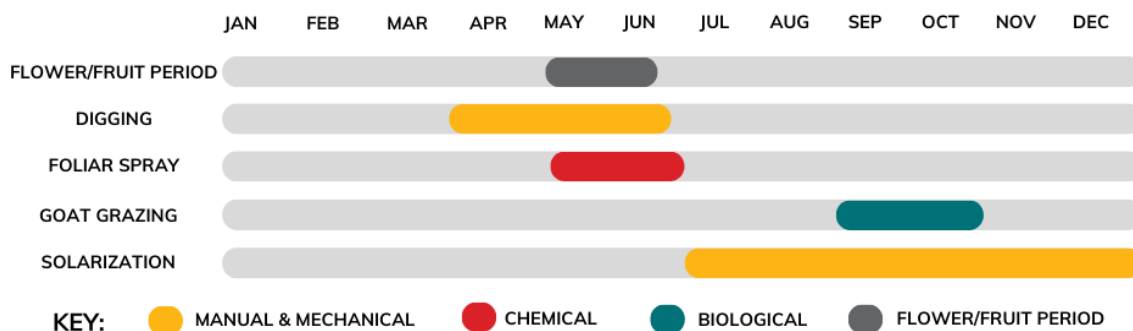 JAN FEB MAR APR MAY JUN JUL AUG SEP OCT NOV DEC
FLOWER/FRUIT PERIOD
DIGGING
FOLIAR SPRAY
GOAT GRAZING
SOLARIZATION
KEY: MANUAL & MECHANICAL CHEMICAL BIOLOGICAL FLOWER/FRUIT PERIOD